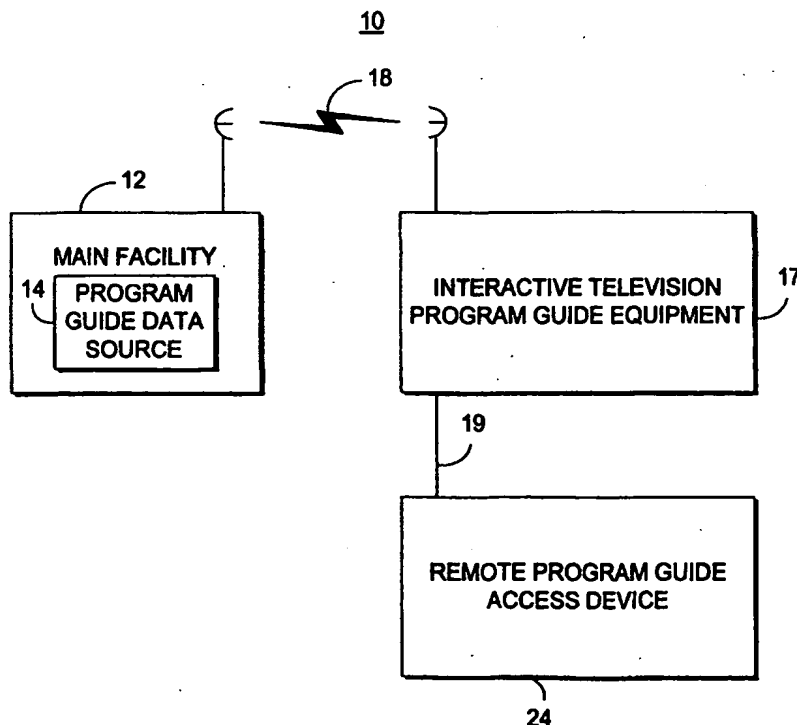 10
18
12
MAIN FACILITY
14
PROGRAM
GUIDE DATA
SOURCE
INTERACTIVE TELEVISION
PROGRAM GUIDE EQUIPMENT
17
19
REMOTE PROGRAM GUIDE
ACCESS DEVICE
24